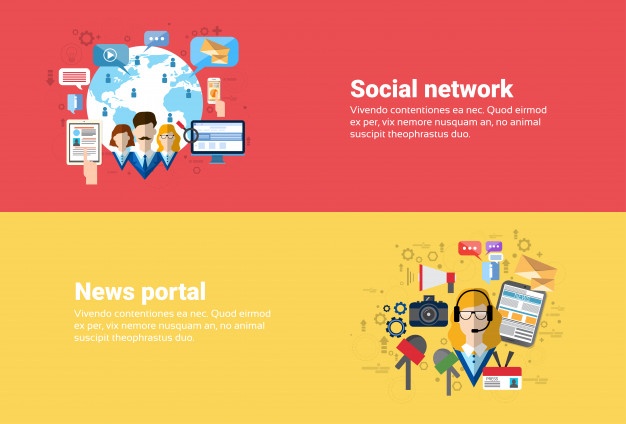 Social network
Vivendo contentiones ea nec. Quod eirmod
ex per, vix nemore nusquam an, no animal
suscipit theophrastus duo.
News portal
Vivendo contentiones ea nec. Quod eirmod
ex per, vix nemore nusquam an, no animal
suscipit theophrastus duo.
PRESS